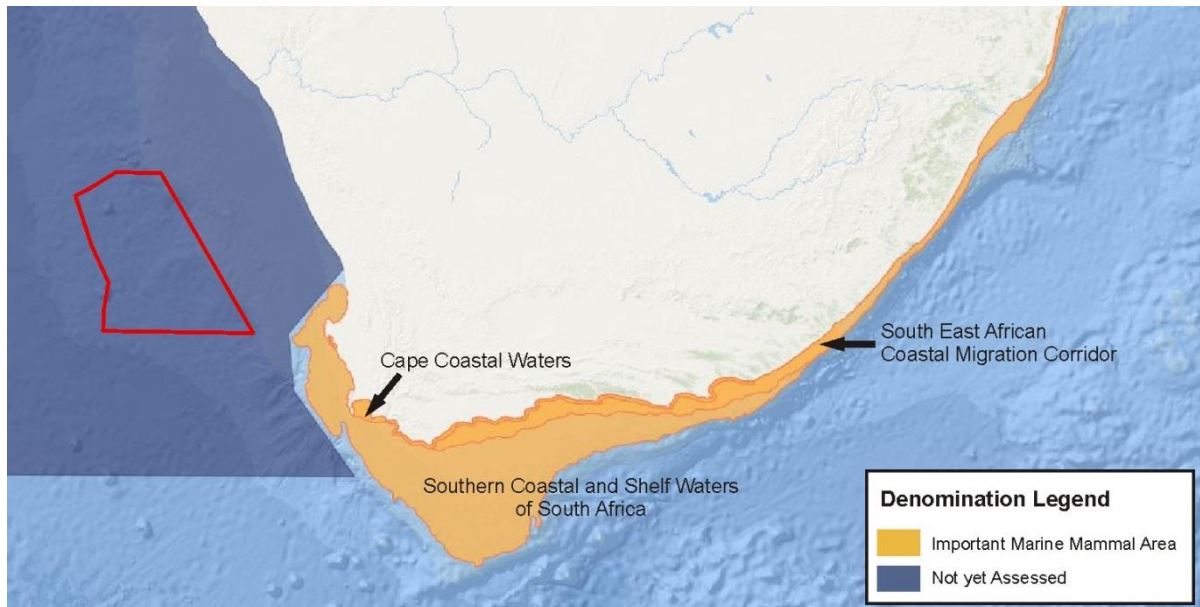 South East African
Coastal Migration Corridor
Cape Coastal Waters
Southern Coastal and Shelf Waters
of South Africa
Denomination Legend
Important Marine Mammal Area
Not yet Assessed